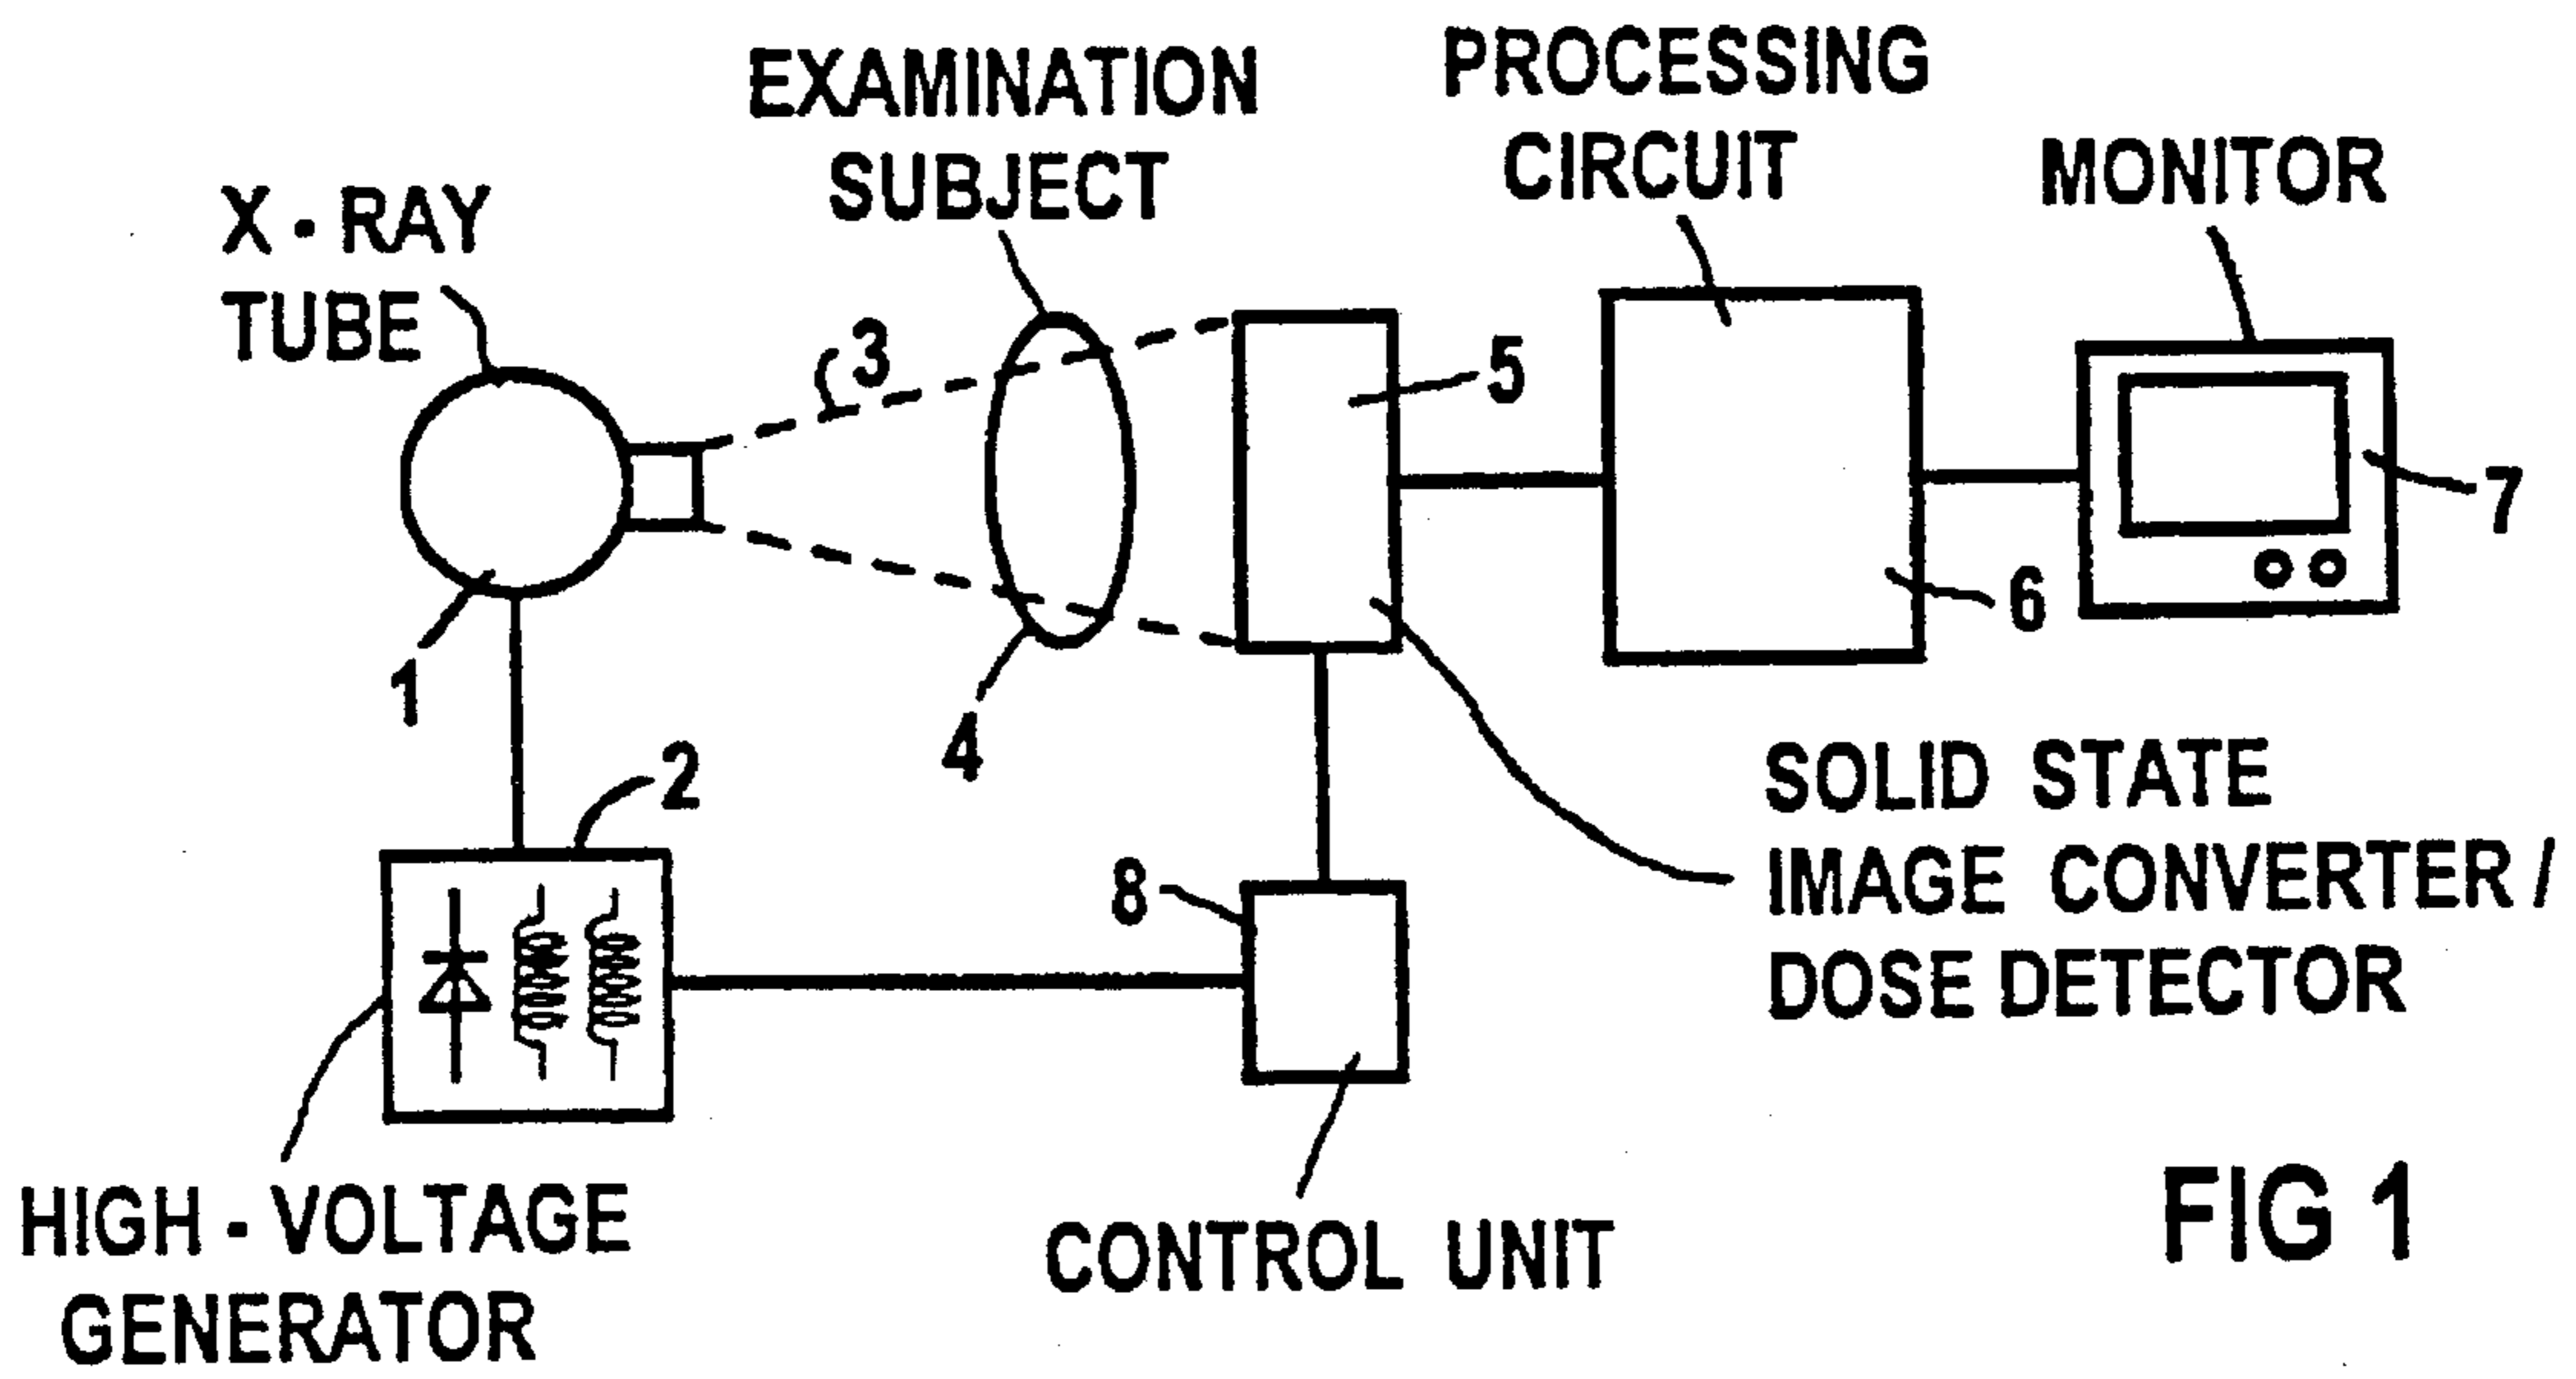 EXAMINATION
SUBJECT
PROCESSING
CIRCUIT
MONITOR
X - RAY
TUBE
3
5
7
6
1
4
2
8
SOLID STATE
IMAGE CONVERTER /
DOSE DETECTOR
HIGH - VOLTAGE
GENERATOR
CONTROL UNIT
FIG 1